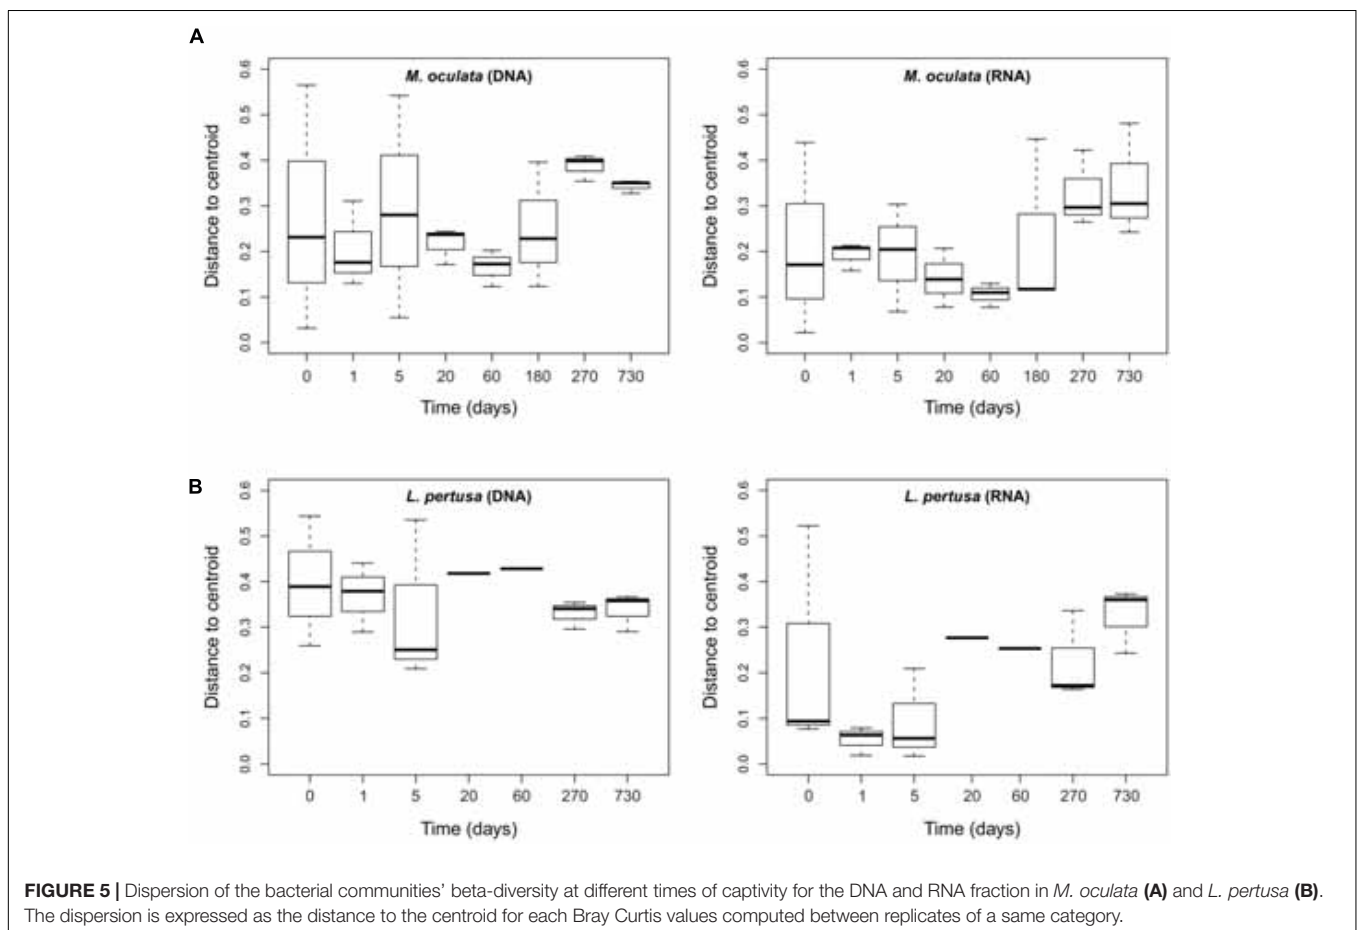 A
M. oculata (DNA)
Distance to centroid
0.0 0.1 0.2 0.3 0.4 0.5 0.6
0 1 5 20 60 180 270 730
Time (days)
M. oculata (RNA)
Distance to centroid
0.0 0.1 0.2 0.3 0.4 0.5 0.6
0 1 5 20 60 180 270 730
Time (days)
B
L. pertusa (DNA)
Distance to centroid
0.0 0.1 0.2 0.3 0.4 0.5 0.6
0 1 5 20 60 270 730
Time (days)
L. pertusa (RNA)
Distance to centroid
0.0 0.1 0.2 0.3 0.4 0.5 0.6
0 1 5 20 60 270 730
Time (days)
FIGURE 5 | Dispersion of the bacterial communities’ beta-diversity at different times of captivity for the DNA and RNA fraction in M. oculata (A) and L. pertusa (B).
The dispersion is expressed as the distance to the centroid for each Bray Curtis values computed between replicates of a same category.